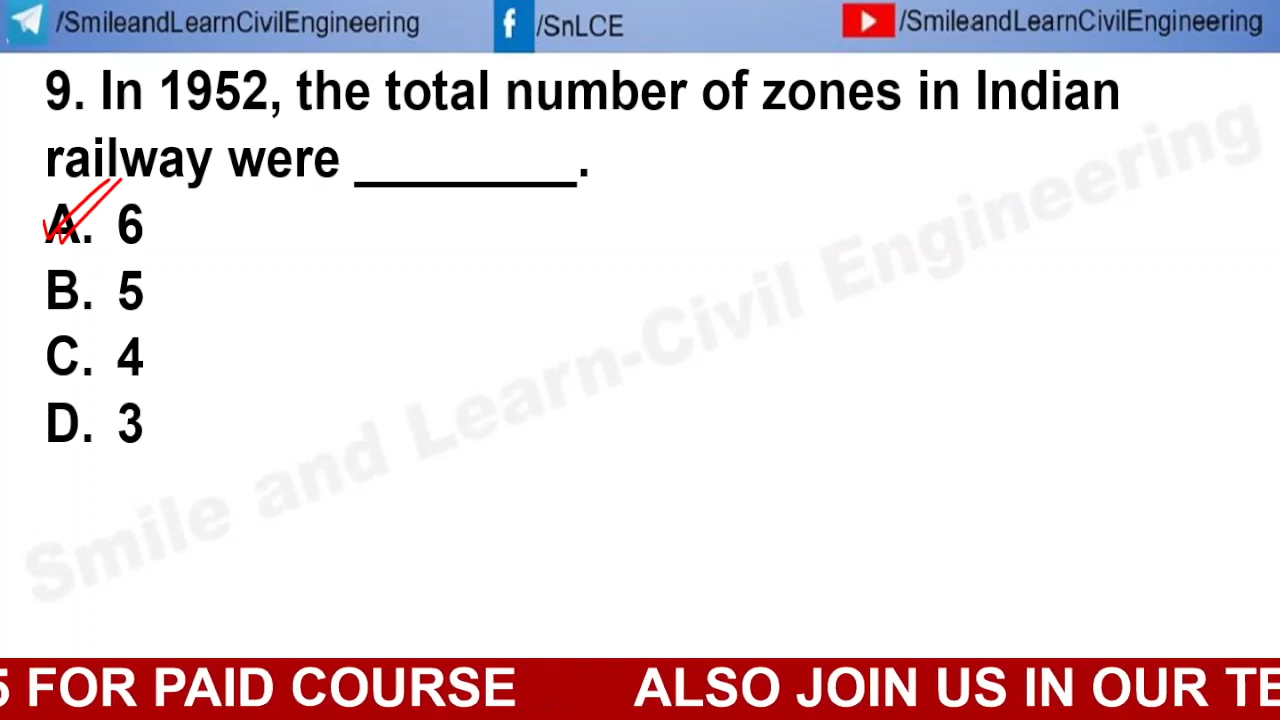 /SmileandLearnCivilEngineering
/SnLCE
/SmileandLearnCivilEngineering
9. In 1952, the total number of zones in Indian
railway were ________.
A. 6
B. 5
C. 4
D. 3
Smile and Learn-Civil Engineering
5 FOR PAID COURSE ALSO JOIN US IN OUR TE